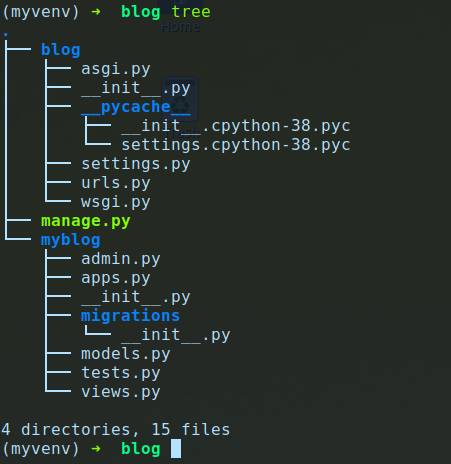 (myvenv) ➜  blog tree
Home
.
├── blog
│   ├── asgi.py
│   ├── __init__.py
│   ├── __pycache__
│   │   ├── __init__.cpython-38.pyc
│   │   └── settings.cpython-38.pyc
│   ├── settings.py
│   ├── urls.py
│   └── wsgi.py
├── manage.py
└── myblog
    ├── admin.py
    ├── apps.py
    ├── __init__.py
    ├── migrations
    │   └── __init__.py
    ├── models.py
    ├── tests.py
    └── views.py

4 directories, 15 files
(myvenv) ➜  blog